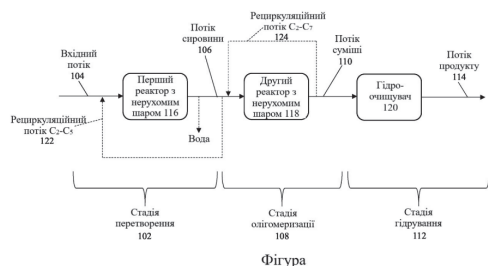 Рециркуляційний
потік C₂-C₇
124
Потік
сировини
106
Потік
суміші
110
Вхідний
потік
104
Потік
продукту
114
Перший
реактор з
нерухомим
шаром 116
Другий
реактор з
нерухомим
шаром 118
Гідро-
очищувач
120
Рециркуляційний
потік C₂-C₅
122
Вода
Стадія
перетворення
102
Стадія
олігомеризації
108
Стадія
гідрування
112
Фігура